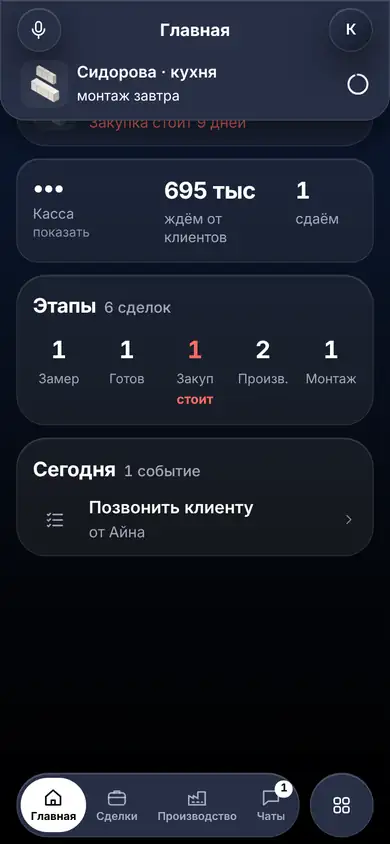 Главная
К
Сидорова · кухня
монтаж завтра
Закупка стоит 9 дней
•••
695 тыс
1
Касса
показать
ждём от
клиентов
сдаём
Этапы 6 сделок
1 1 1 2 1
Замер Готов Закуп Произв. Монтаж
стоит
Сегодня 1 событие
Позвонить клиенту
от Айна
1
Главная Сделки Производство Чаты